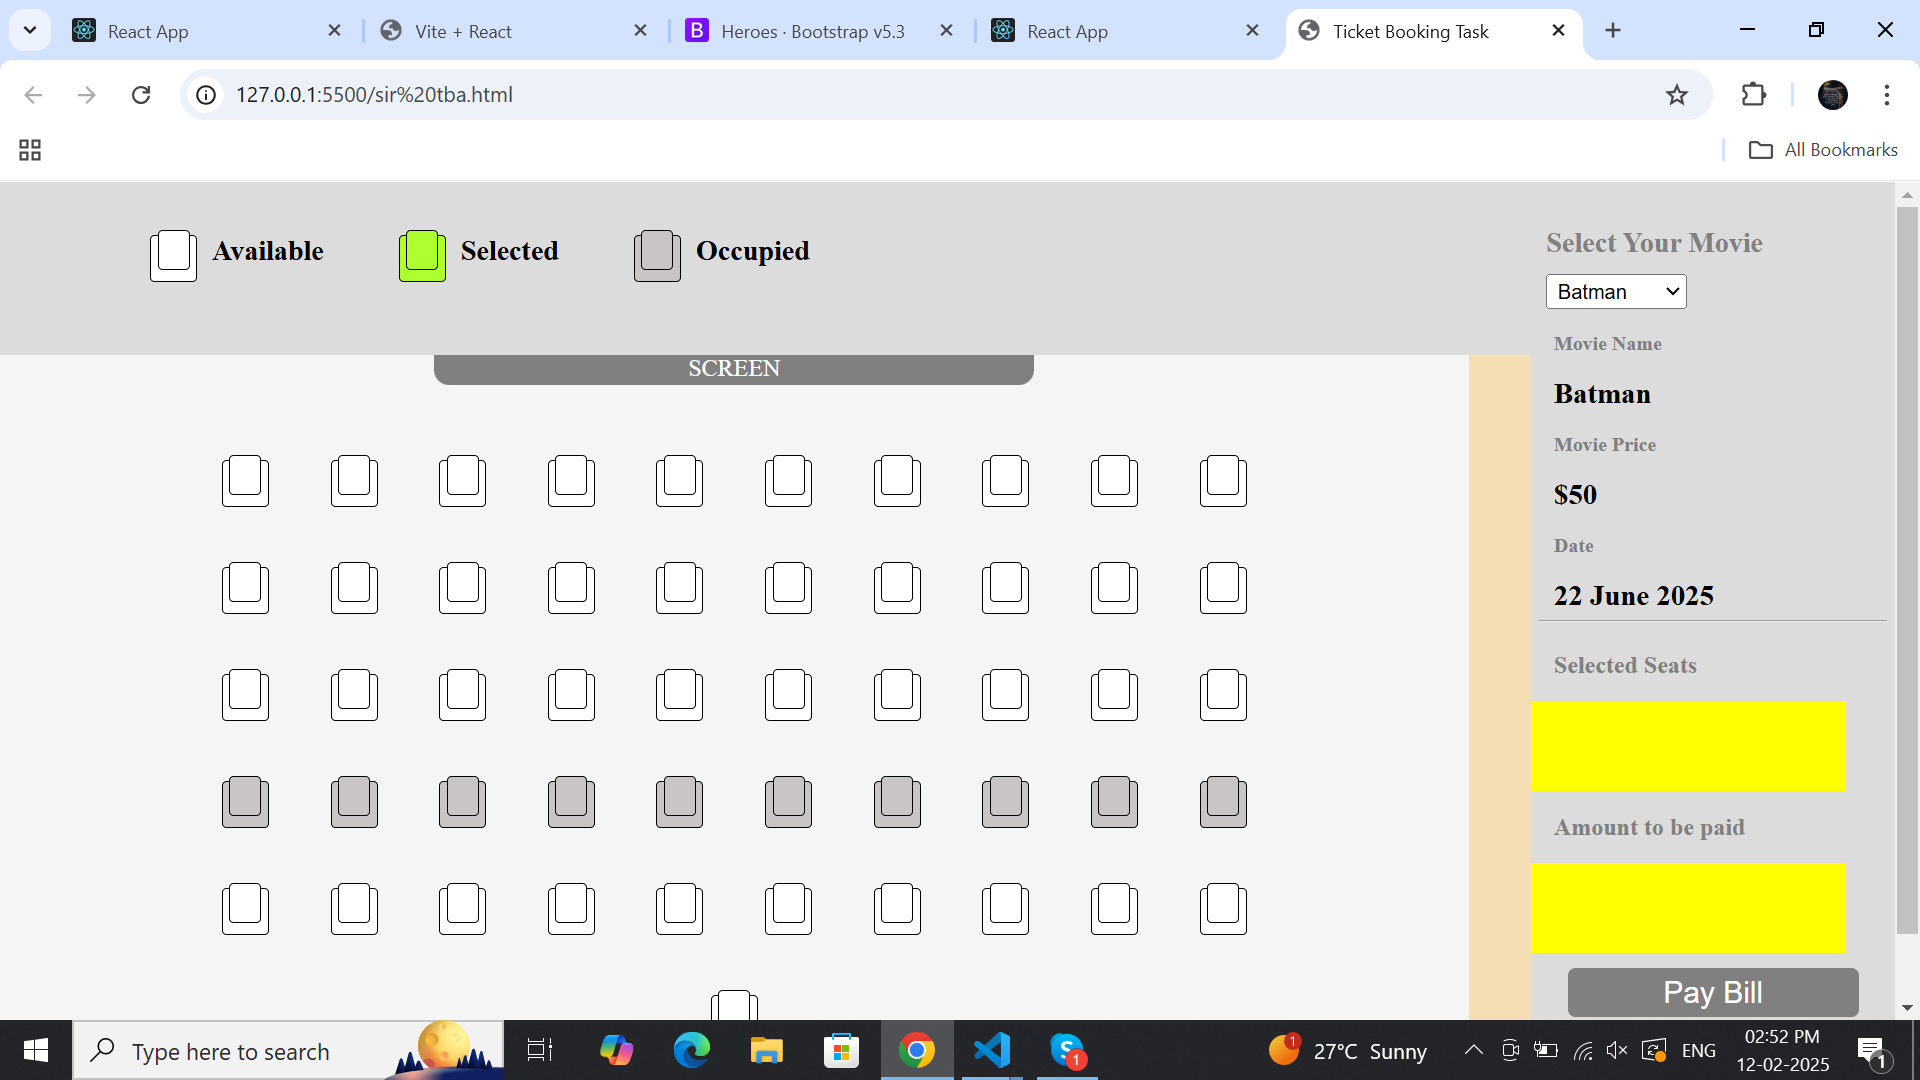 React App
Vite + React
Heroes · Bootstrap v5.3
React App
Ticket Booking Task
127.0.0.1:5500/sir%20tba.html
All Bookmarks
Available
Selected
Occupied
SCREEN
Select Your Movie
Batman
Movie Name
Batman
Movie Price
$50
Date
22 June 2025
Selected Seats
Amount to be paid
Pay Bill
Type here to search
1
1
27°C Sunny
ENG
02:52 PM
12-02-2025
1